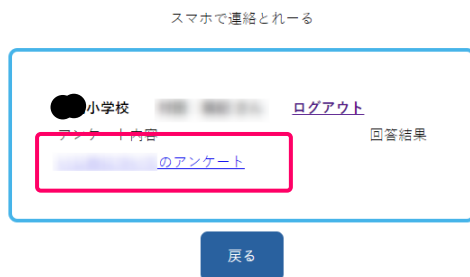 スマホで連絡とれーる
小学校 ログアウト
アンケート内容 回答結果
のアンケート
戻る